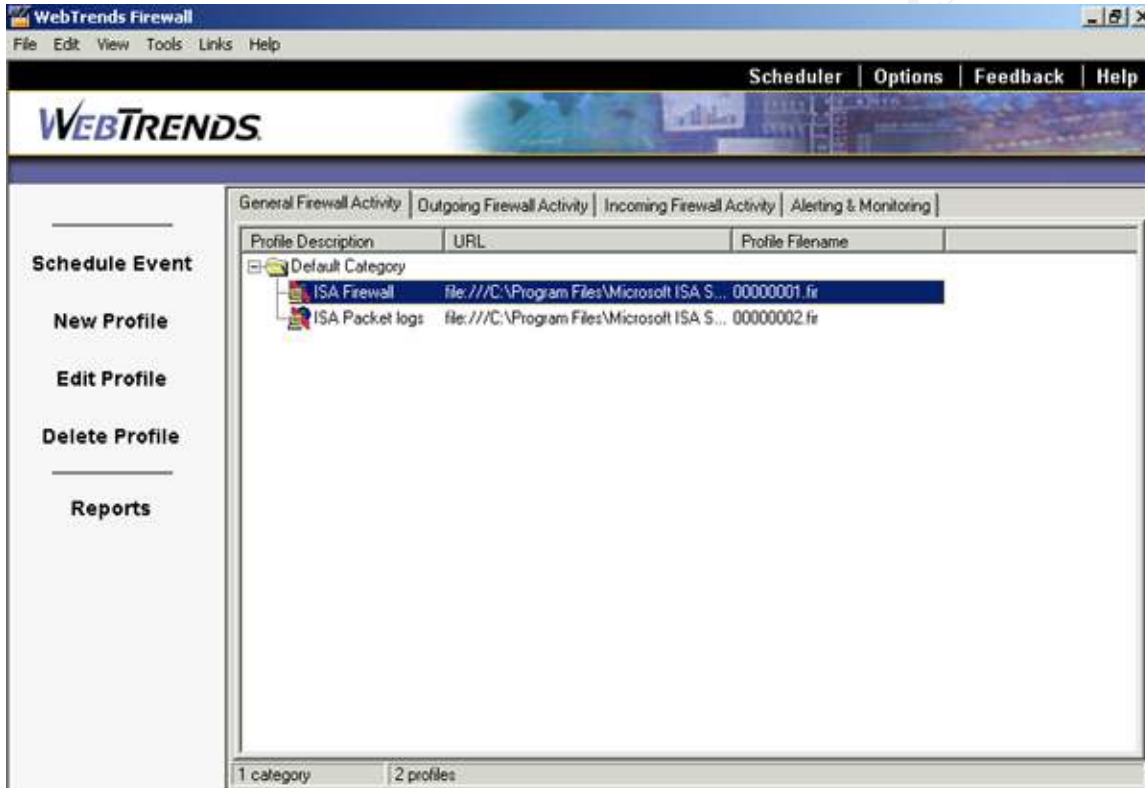 WebTrends Firewall
File Edit View Tools Links Help
Scheduler | Options | Feedback | Help
WEBTRENDS
General Firewall Activity Outgoing Firewall Activity Incoming Firewall Activity Alerting & Monitoring
Profile Description URL Profile Filename
Default Category
ISA Firewall file:///C:\Program Files\Microsoft ISA S... 00000001.fir
ISA Packet logs file:///C:\Program Files\Microsoft ISA S... 00000002.fir
Schedule Event
New Profile
Edit Profile
Delete Profile
Reports
1 category 2 profiles